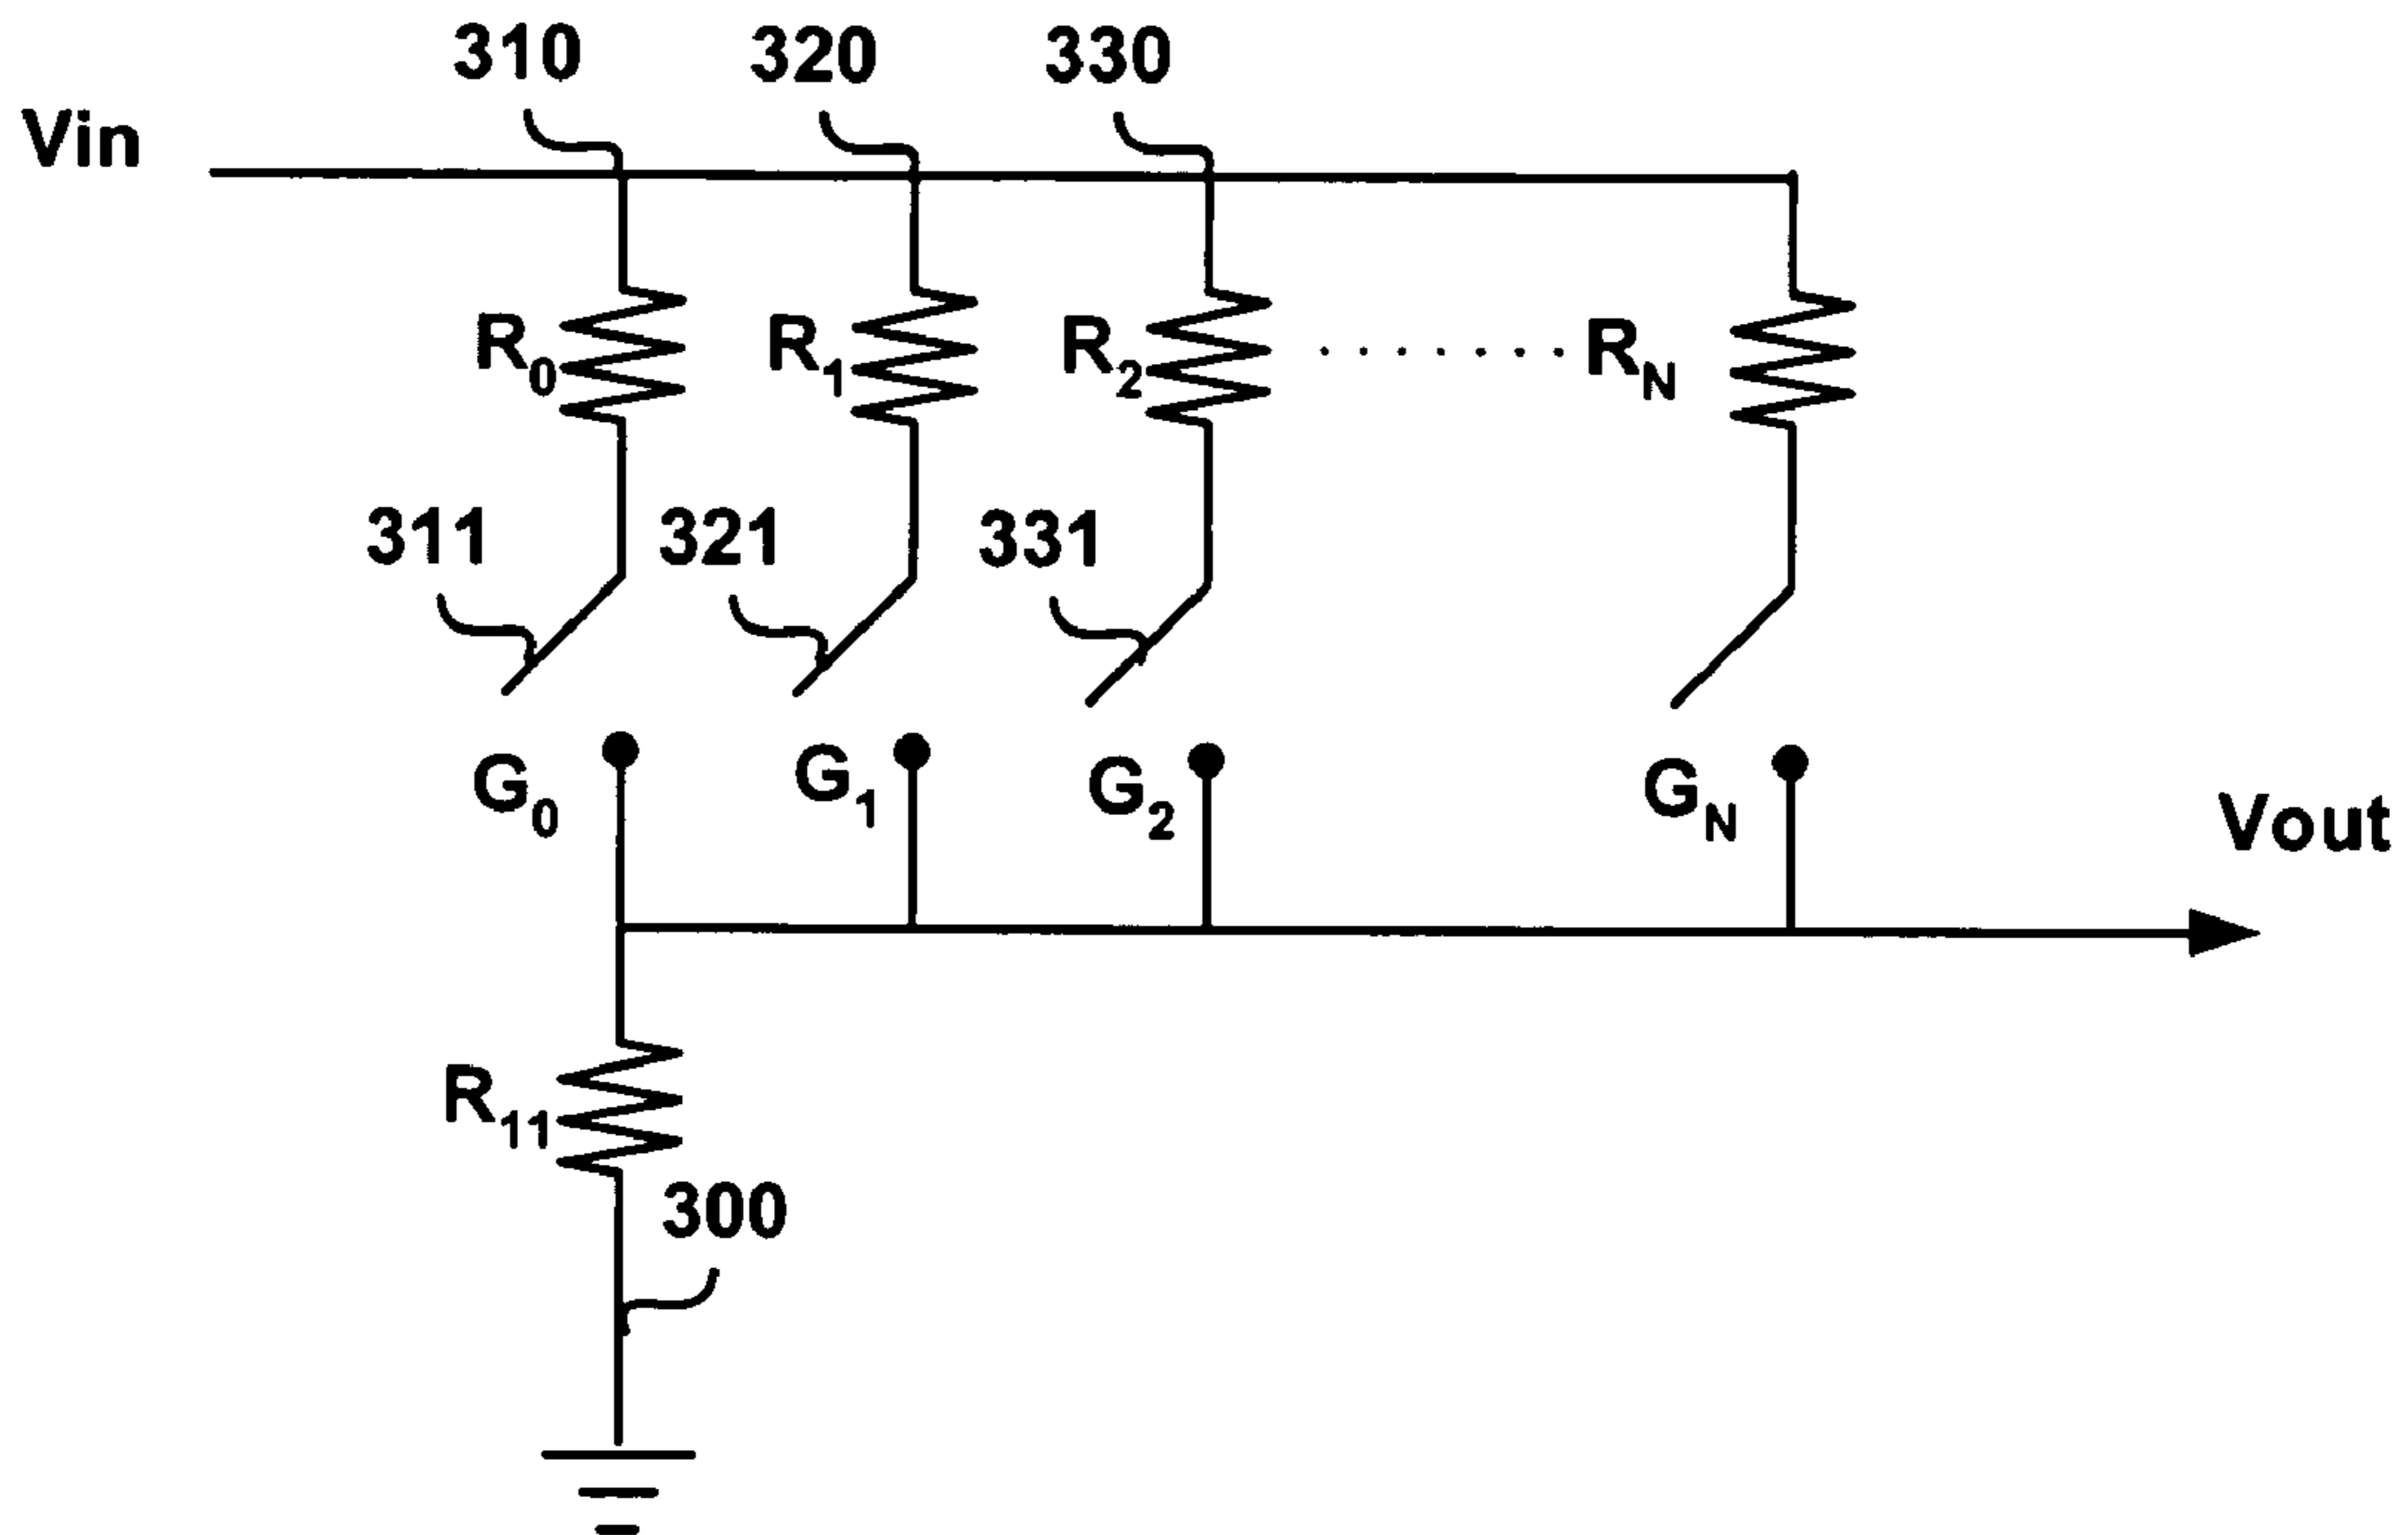 310 320 330
Vin
R0 R1 R2 ....... RN
311 321 331
G0 G1 G2 GN
Vout
R11
300